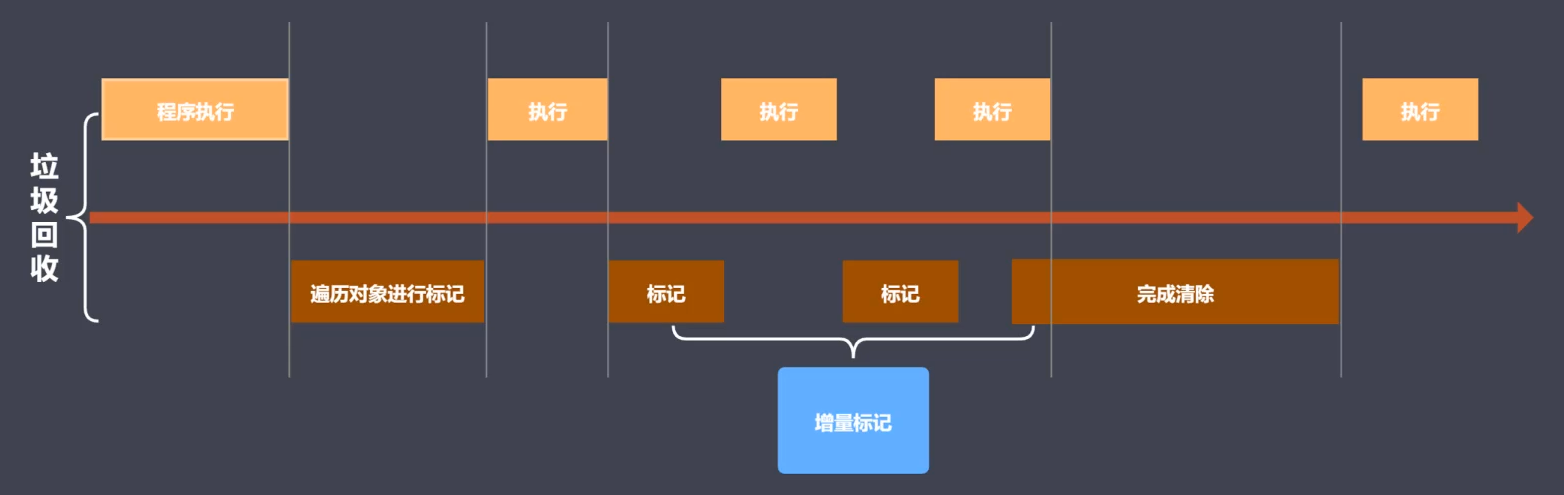 程序执行
执行
执行
执行
执行
垃圾回收
遍历对象进行标记
标记
标记
完成清除
增量标记